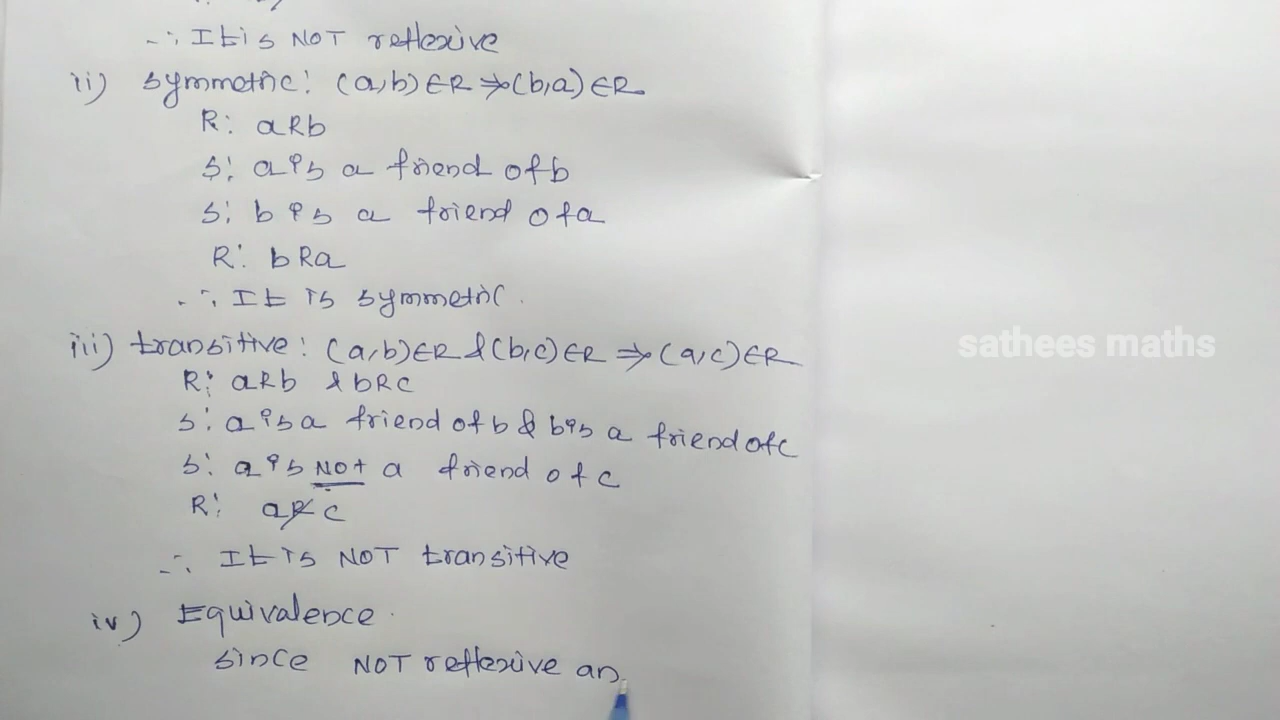 ∴ It is NOT reflexive
ii) symmetric: (a,b)∈R ⇒ (b,a)∈R
R: aRb
S: a is a friend of b
S: b is a friend of a
R: bRa
∴ It is symmetric.
iii) transitive: (a,b)∈R & (b,c)∈R ⇒ (a,c)∈R
R: aRb & bRc
S: a is a friend of b & b is a friend of c
S: a is NOt a friend of c
R: aR̸c
∴ It is NOT transitive
iv) Equivalence.
since NOT reflexive an
sathees maths